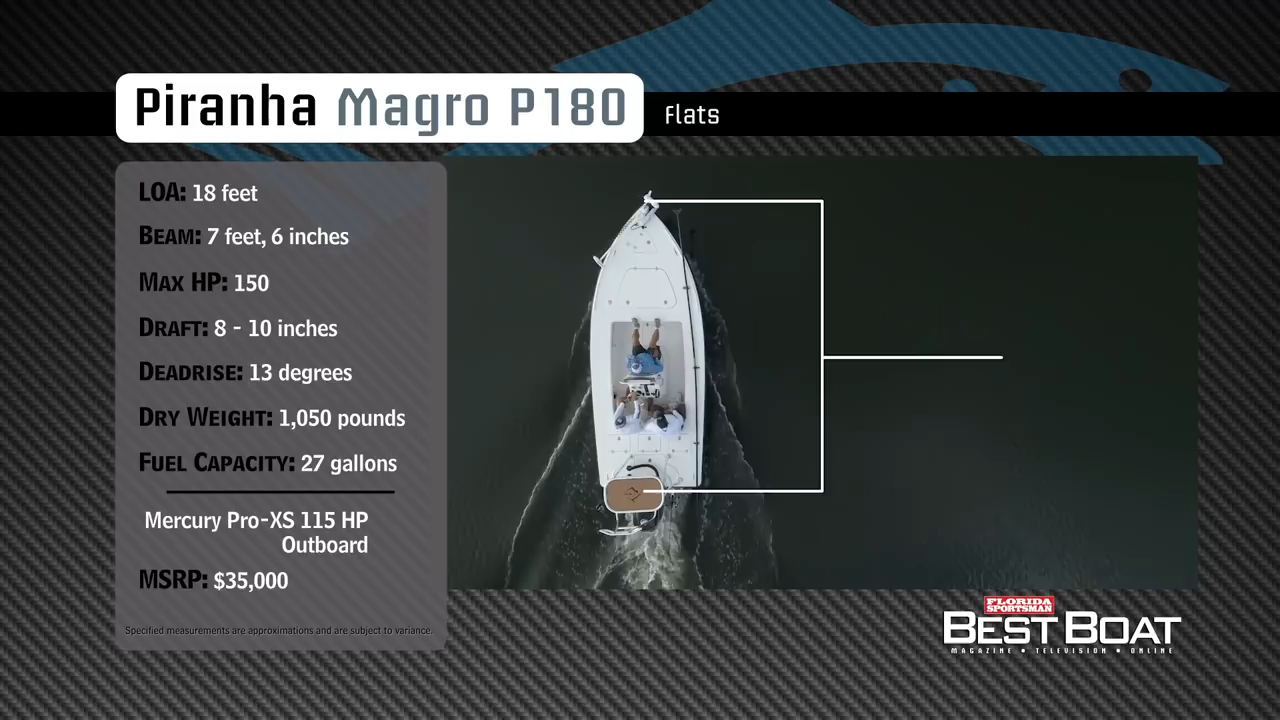 Piranha Magro P180
Flats
LOA: 18 feet
BEAM: 7 feet, 6 inches
MAX HP: 150
DRAFT: 8 - 10 inches
DEADRISE: 13 degrees
DRY WEIGHT: 1,050 pounds
FUEL CAPACITY: 27 gallons
Mercury Pro-XS 115 HP
Outboard
MSRP: $35,000
Specified measurements are approximations and are subject to variance.
FLORIDA
SPORTSMAN
BEST BOAT
MAGAZINE • TELEVISION • ONLINE